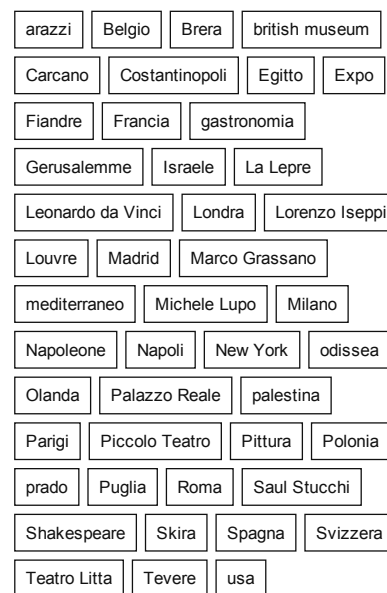 arazzi Belgio Brera british museum
Carcano Costantinopoli Egitto Expo
Fiandre Francia gastronomia
Gerusalemme Israele La Lepre
Leonardo da Vinci Londra Lorenzo Iseppi
Louvre Madrid Marco Grassano
mediterraneo Michele Lupo Milano
Napoleone Napoli New York odissea
Olanda Palazzo Reale palestina
Parigi Piccolo Teatro Pittura Polonia
prado Puglia Roma Saul Stucchi
Shakespeare Skira Spagna Svizzera
Teatro Litta Tevere usa